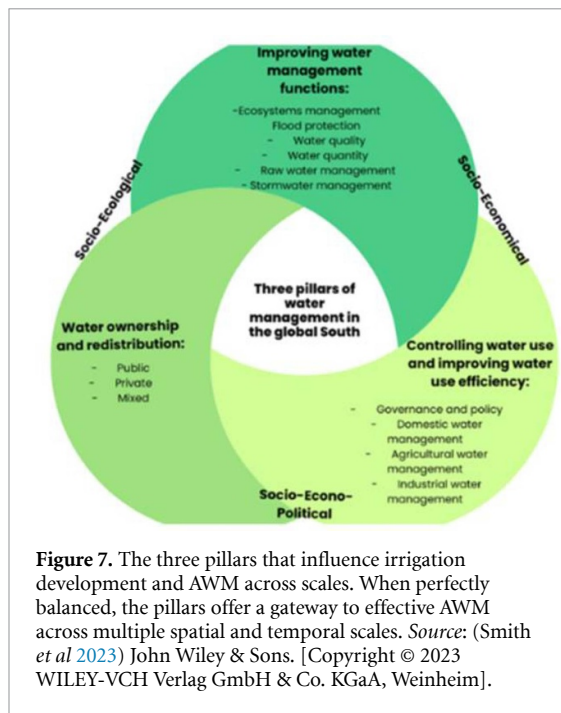 Improving water
management
functions:
-Ecosystems management
Flood protection
- Water quality
- Water quantity
- Raw water management
- Stormwater management
Socio-Ecological
Socio-Economical
Three pillars of
water
management in
the global South
Water ownership
and redistribution:
- Public
- Private
- Mixed
Controlling water use
and improving water
use efficiency:
- Governance and policy
- Domestic water
management
- Agricultural water
management
- Industrial water
management
Socio-Econo-
Political
Figure 7. The three pillars that influence irrigation
development and AWM across scales. When perfectly
balanced, the pillars offer a gateway to effective AWM
across multiple spatial and temporal scales. Source: (Smith
et al 2023) John Wiley & Sons. [Copyright © 2023
WILEY-VCH Verlag GmbH & Co. KGaA, Weinheim].